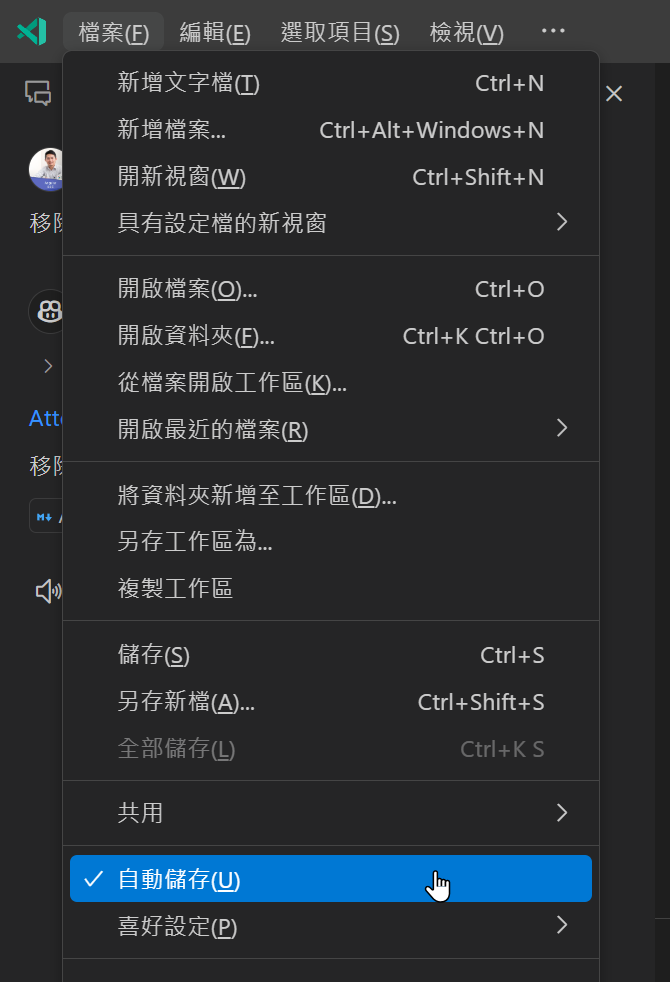 檔案(F) 編輯(E) 選取項目(S) 檢視(V) ...
新增文字檔(T) Ctrl+N
新增檔案... Ctrl+Alt+Windows+N
開新視窗(W) Ctrl+Shift+N
具有設定檔的新視窗
開啟檔案(O)... Ctrl+O
開啟資料夾(F)... Ctrl+K Ctrl+O
從檔案開啟工作區(K)...
開啟最近的檔案(R)
將資料夾新增至工作區(D)...
另存工作區為...
複製工作區
儲存(S) Ctrl+S
另存新檔(A)... Ctrl+Shift+S
全部儲存(L) Ctrl+K S
共用
自動儲存(U)
喜好設定(P)